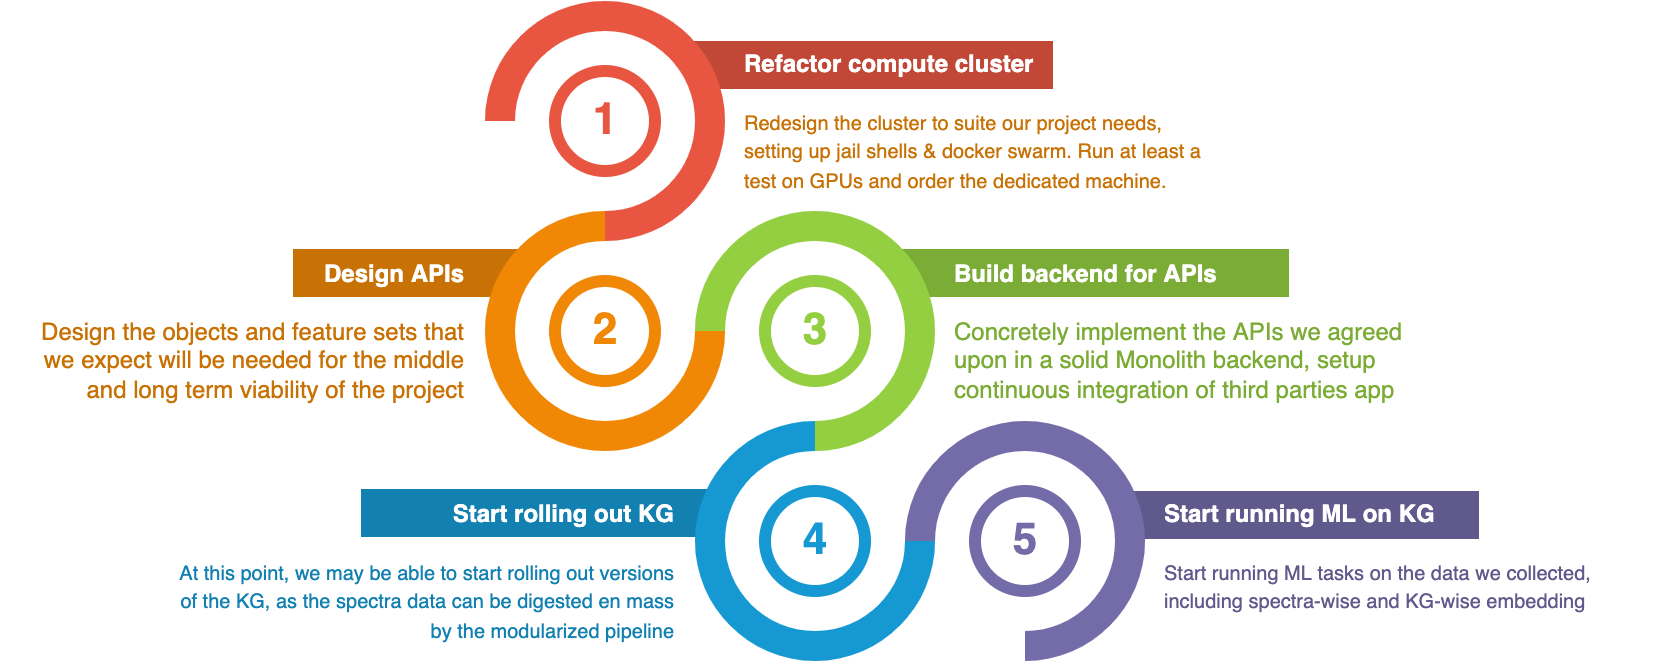 1
Refactor compute cluster
Redesign the cluster to suite our project needs,
setting up jail shells & docker swarm. Run at least a
test on GPUs and order the dedicated machine.
2
Design APIs
Design the objects and feature sets that
we expect will be needed for the middle
and long term viability of the project
3
Build backend for APIs
Concretely implement the APIs we agreed
upon in a solid Monolith backend, setup
continuous integration of third parties app
4
Start rolling out KG
At this point, we may be able to start rolling out versions
of the KG, as the spectra data can be digested en mass
by the modularized pipeline
5
Start running ML on KG
Start running ML tasks on the data we collected,
including spectra-wise and KG-wise embedding